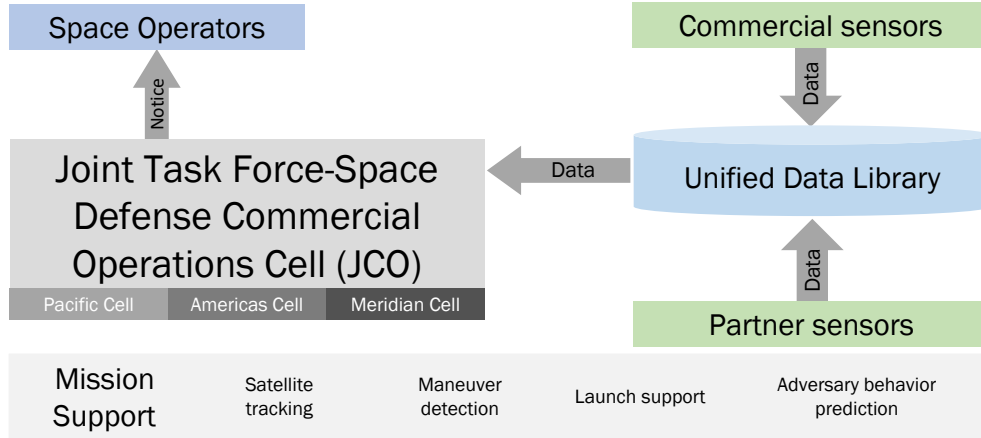 Space Operators
Commercial sensors
Notice
Data
Joint Task Force-Space
Defense Commercial
Operations Cell (JCO)
Data
Unified Data Library
Pacific Cell
Americas Cell
Meridian Cell
Data
Partner sensors
Mission
Support
Satellite
tracking
Maneuver
detection
Launch support
Adversary behavior
prediction